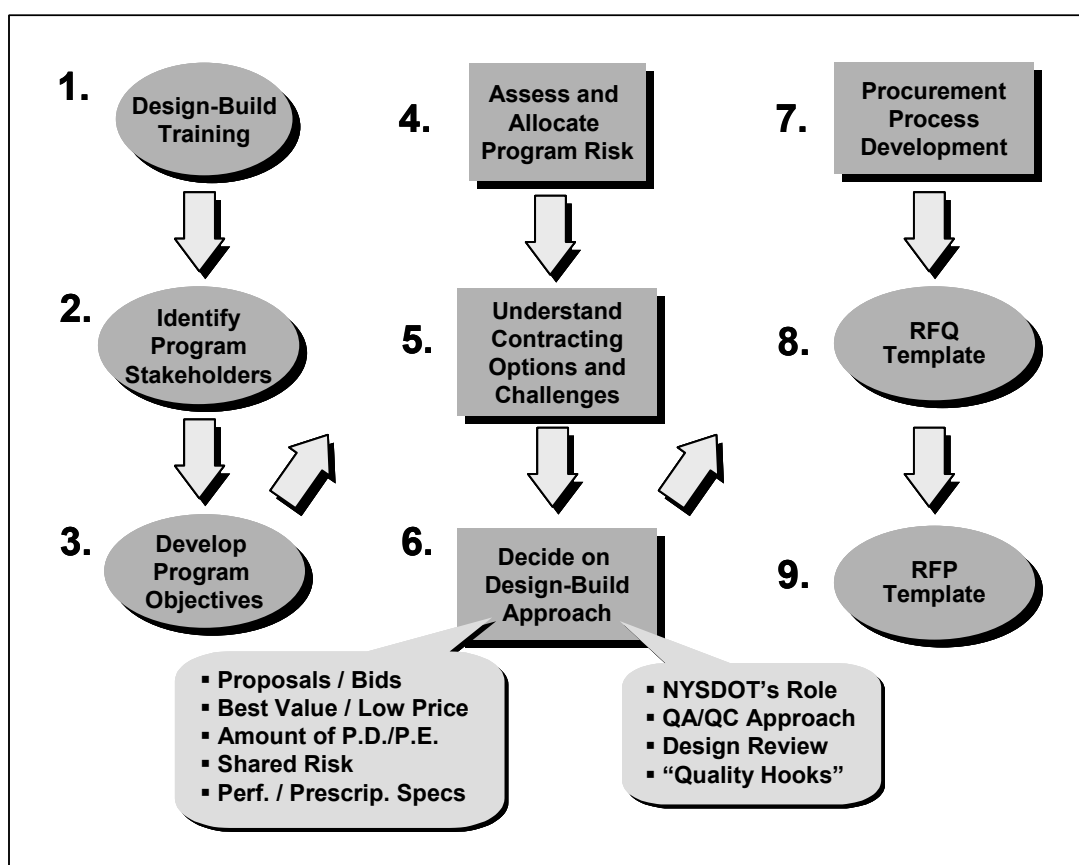 1.
Design-Build
Training
2.
Identify
Program
Stakeholders
3.
Develop
Program
Objectives
4.
Assess and
Allocate
Program Risk
5.
Understand
Contracting
Options and
Challenges
6.
Decide on
Design-Build
Approach
▪ Proposals / Bids
▪ Best Value / Low Price
▪ Amount of P.D./P.E.
▪ Shared Risk
▪ Perf. / Prescrip. Specs
▪ NYSDOT’s Role
▪ QA/QC Approach
▪ Design Review
▪ “Quality Hooks”
7.
Procurement
Process
Development
8.
RFQ
Template
9.
RFP
Template